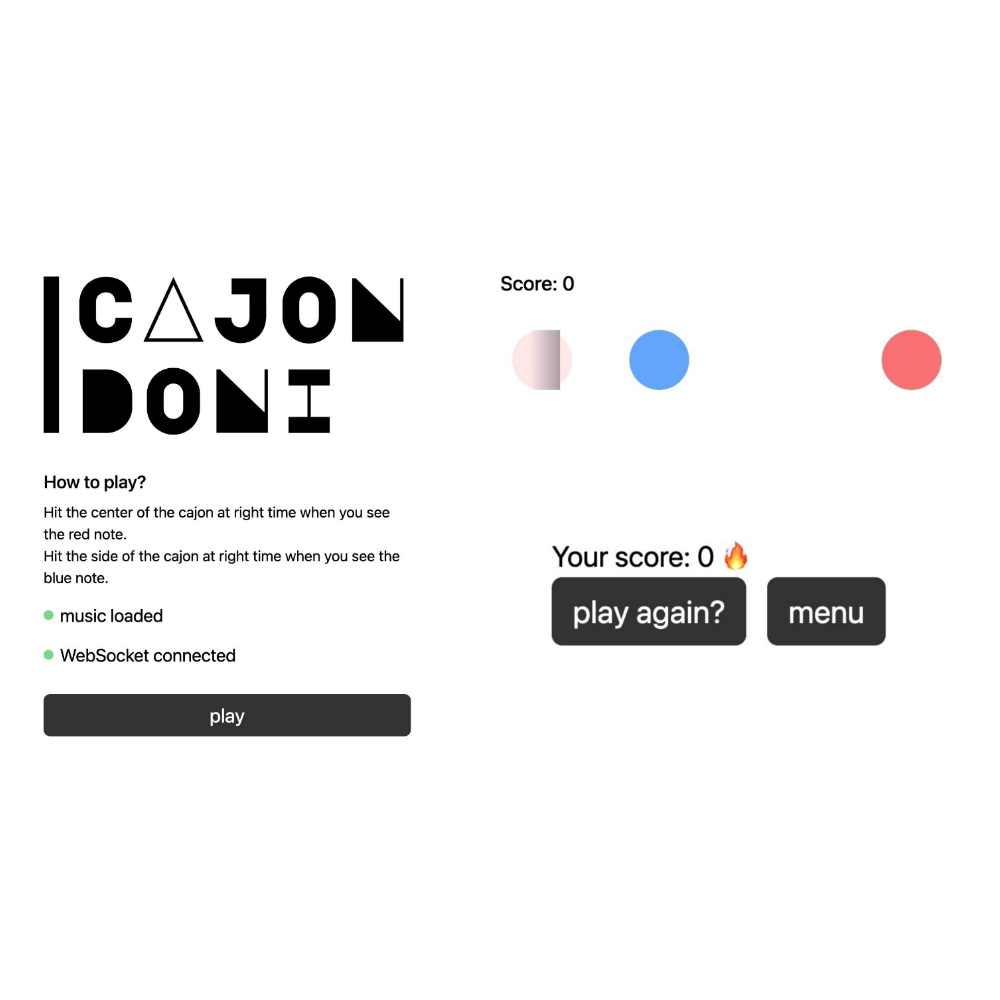 CAJON
DONI
How to play?
Hit the center of the cajon at right time when you see
the red note.
Hit the side of the cajon at right time when you see the
blue note.
music loaded
WebSocket connected
play
Score: 0
Your score: 0 🔥
play again?
menu